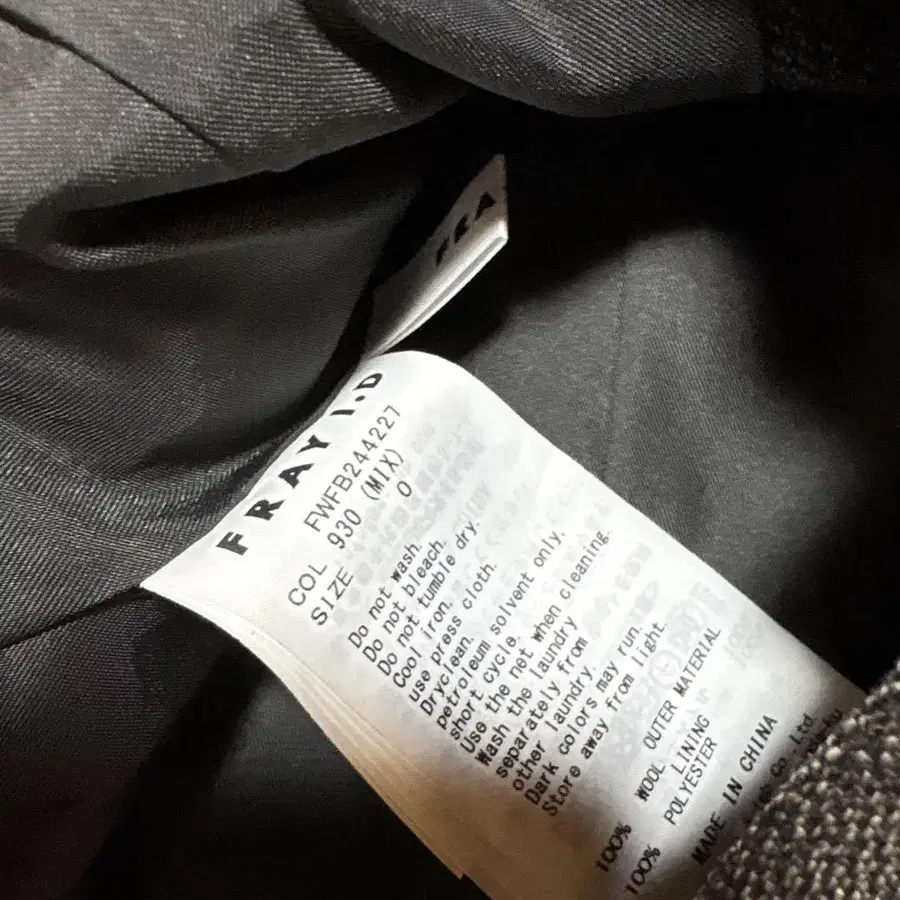 FRA
FRAY I.D
FWFB244227
COL 930 (MIX)
SIZE 0
Do not wash.
Do not bleach.
Do not tumble dry.
Cool iron.
use press cloth.
Dryclean.
petroleum solvent only.
short cycle.
Use the net when cleaning.
Wash the laundry
separately from
other laundry.
Dark colors may run.
Store away from light.
OUTER MATERIAL
100% WOOL
LINING
100% POLYESTER
MADE IN CHINA
Co. Ltd